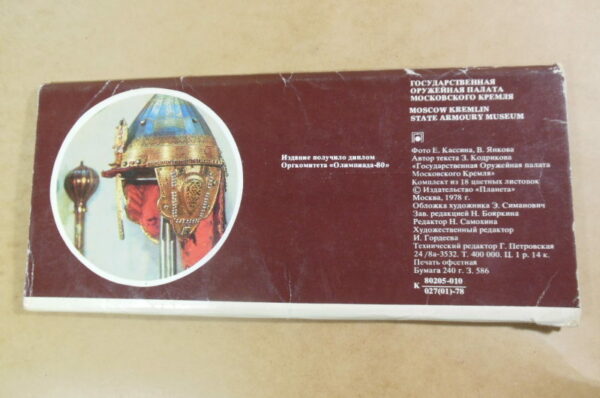 ГОСУДАРСТВЕННАЯ
ОРУЖЕЙНАЯ ПАЛАТА
МОСКОВСКОГО КРЕМЛЯ
MOSCOW KREMLIN
STATE ARMOURY MUSEUM
Издание получило диплом
Оргкомитета «Олимпиада-80»
Фото Е. Кассина, В. Янкова
Автор текста З. Кодрикова
«Государственная Оружейная палата
Московского Кремля»
Комплект из 18 цветных листовок
© Издательство «Планета»
Москва, 1978 г.
Обложка художника Э. Симанович
Зав. редакцией Н. Бояркина
Редактор Н. Самохина
Художественный редактор
И. Гордеева
Технический редактор Г. Петровская
24/8а-3532. Т. 400 000. Ц. 1 р. 14 к.
Печать офсетная
Бумага 240 г. З. 586
К 80205-010
027(01)-78